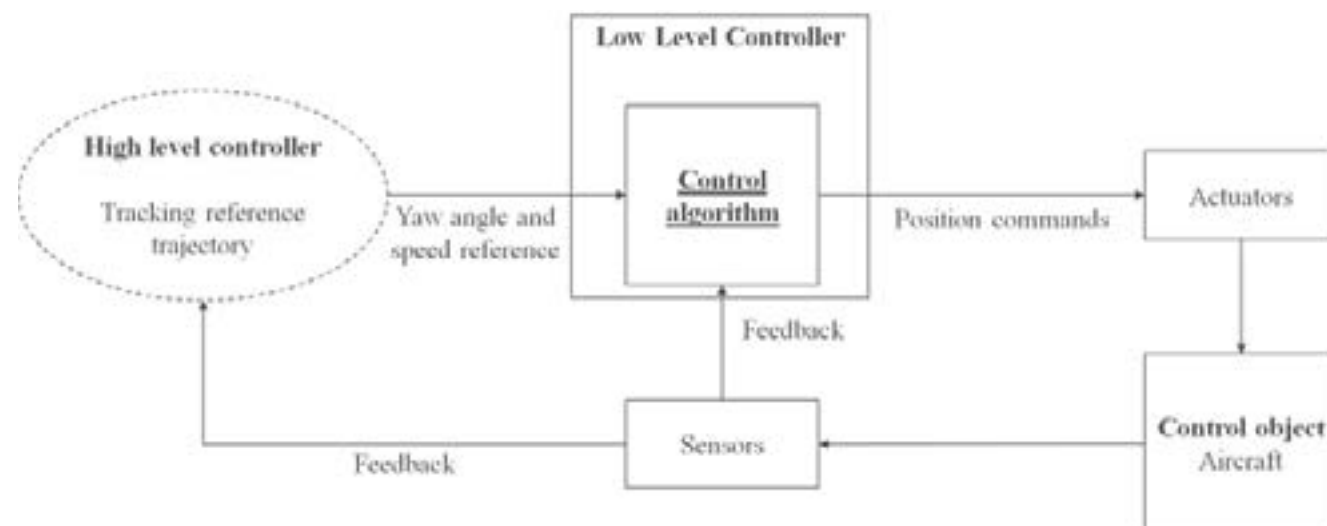 Low Level Controller
High level controller
Tracking reference
trajectory
Yaw angle and
speed reference
Control
algorithm
Position commands
Actuators
Feedback
Sensors
Feedback
Control object
Aircraft